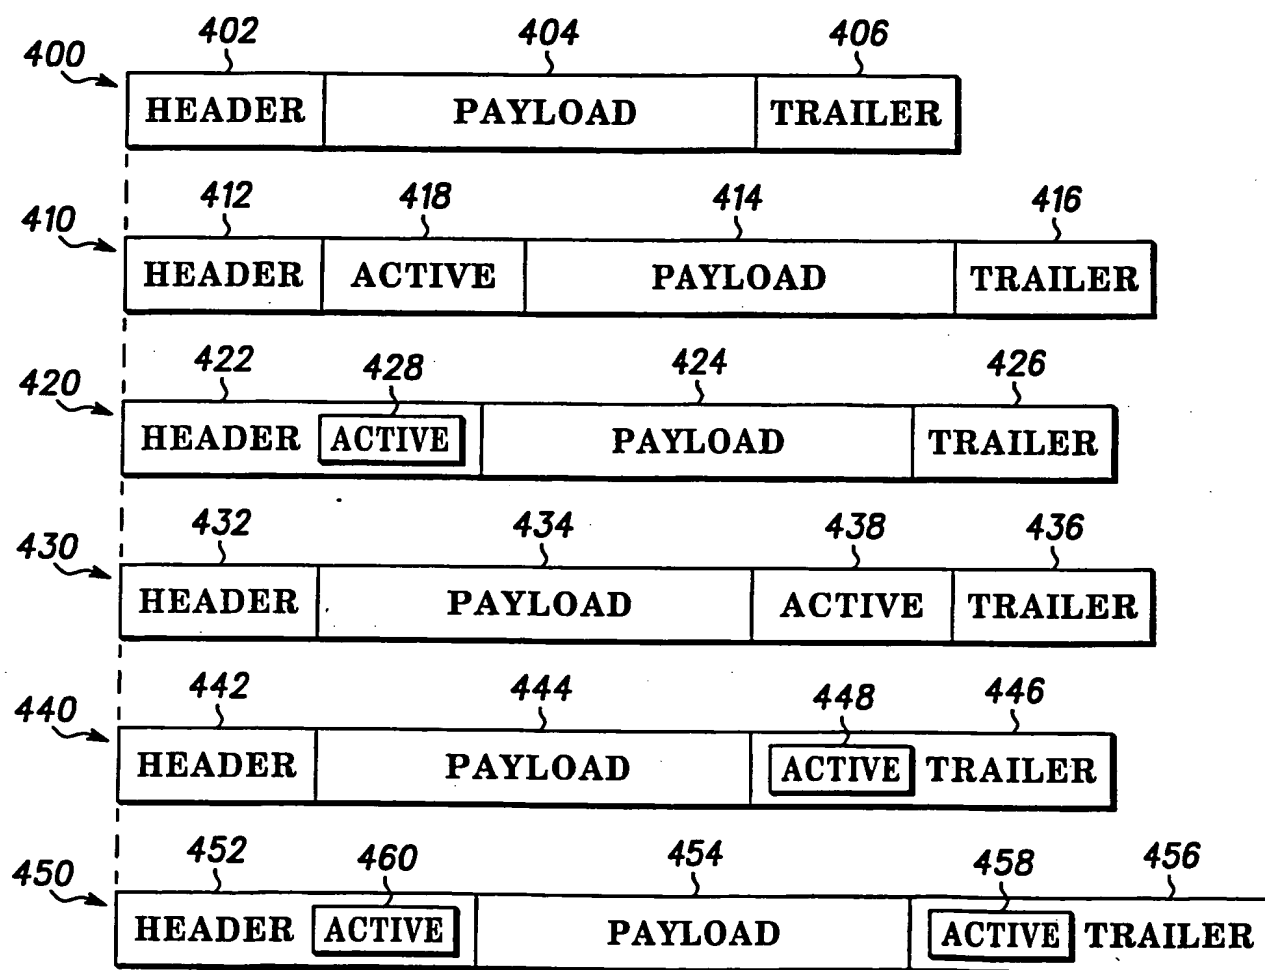 402 404 406
400
HEADER PAYLOAD TRAILER
412 418 414 416
410
HEADER ACTIVE PAYLOAD TRAILER
422 428 424 426
420
HEADER ACTIVE PAYLOAD TRAILER
432 434 438 436
430
HEADER PAYLOAD ACTIVE TRAILER
442 444 448 446
440
HEADER PAYLOAD ACTIVE TRAILER
452 460 454 458 456
450
HEADER ACTIVE PAYLOAD ACTIVE TRAILER